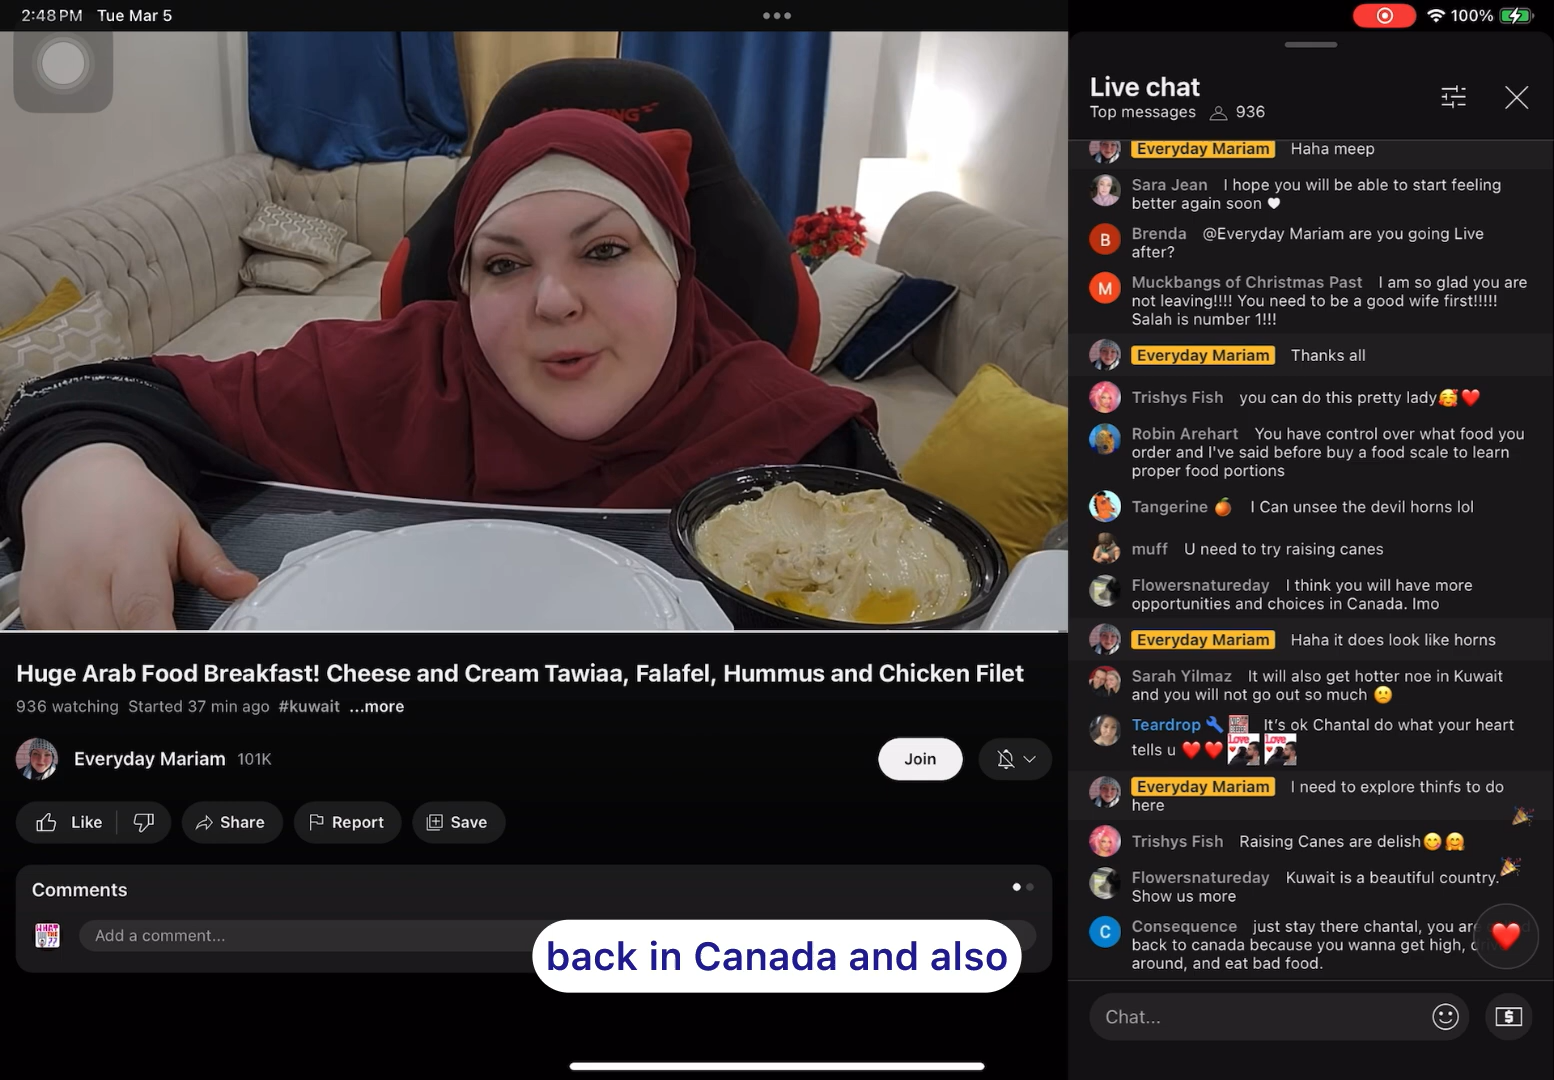 2:48 PM Tue Mar 5
100%
Live chat
Top messages 936
Everyday Mariam Haha meep
Sara Jean I hope you will be able to start feeling
better again soon 🤍
B
Brenda @Everyday Mariam are you going Live
after?
M
Muckbangs of Christmas Past I am so glad you are
not leaving!!!! You need to be a good wife first!!!!!
Salah is number 1!!!
Everyday Mariam Thanks all
Trishys Fish you can do this pretty lady🥰❤️
Robin Arehart You have control over what food you
order and I've said before buy a food scale to learn
proper food portions
Tangerine 🍊 I Can unsee the devil horns lol
muff U need to try raising canes
Flowersnatureday I think you will have more
opportunities and choices in Canada. Imo
Everyday Mariam Haha it does look like horns
Sarah Yilmaz It will also get hotter noe in Kuwait
and you will not go out so much 🙁
Teardrop 🔧 It's ok Chantal do what your heart
tells u ❤️❤️
Everyday Mariam I need to explore thinfs to do
here
Trishys Fish Raising Canes are delish😋🤗
Flowersnatureday Kuwait is a beautiful country.
Show us more
C
Consequence just stay there chantal, you are
back to canada because you wanna get high,
around, and eat bad food.
Chat...
Huge Arab Food Breakfast! Cheese and Cream Tawiaa, Falafel, Hummus and Chicken Filet
936 watching Started 37 min ago #kuwait ...more
Everyday Mariam 101K
Join
Like
Share
Report
Save
Comments
Add a comment...
back in Canada and also